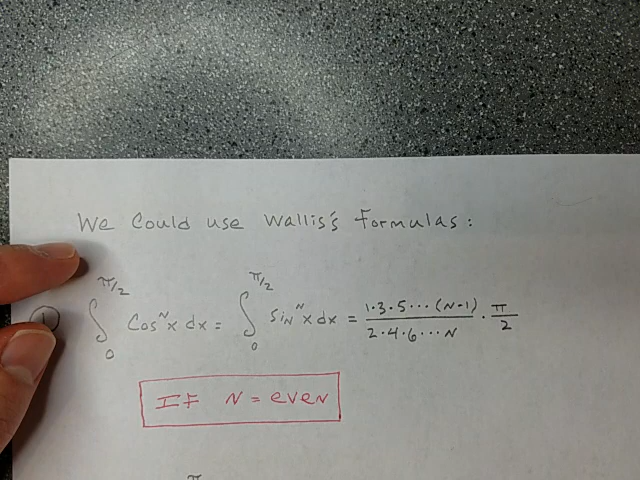 We Could use Wallis's Formulas:
① ∫₀^{π/2} Cos^N x dx = ∫₀^{π/2} SiN^N x dx = 1·3·5···(N-1) / 2·4·6···N · π/2
IF N = eveN
π